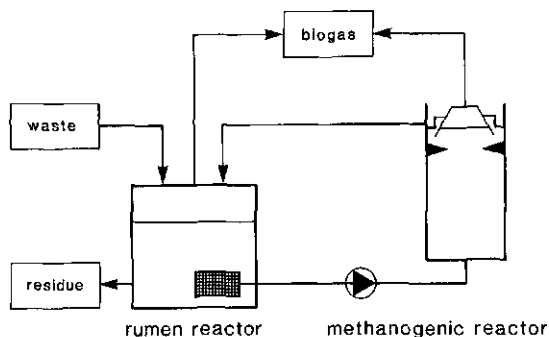 biogas
waste
residue
rumen reactor
methanogenic reactor